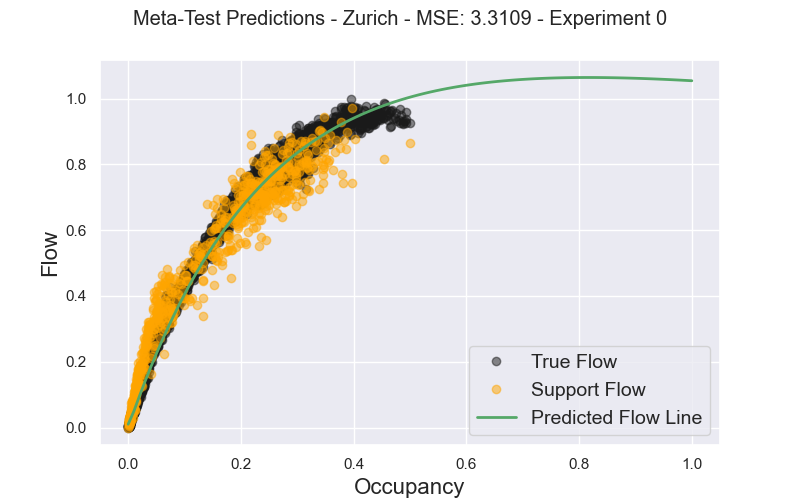 Meta-Test Predictions - Zurich - MSE: 3.3109 - Experiment 0
1.0
0.8
0.6
0.4
0.2
0.0
Flow
True Flow
Support Flow
Predicted Flow Line
0.0 0.2 0.4 0.6 0.8 1.0
Occupancy